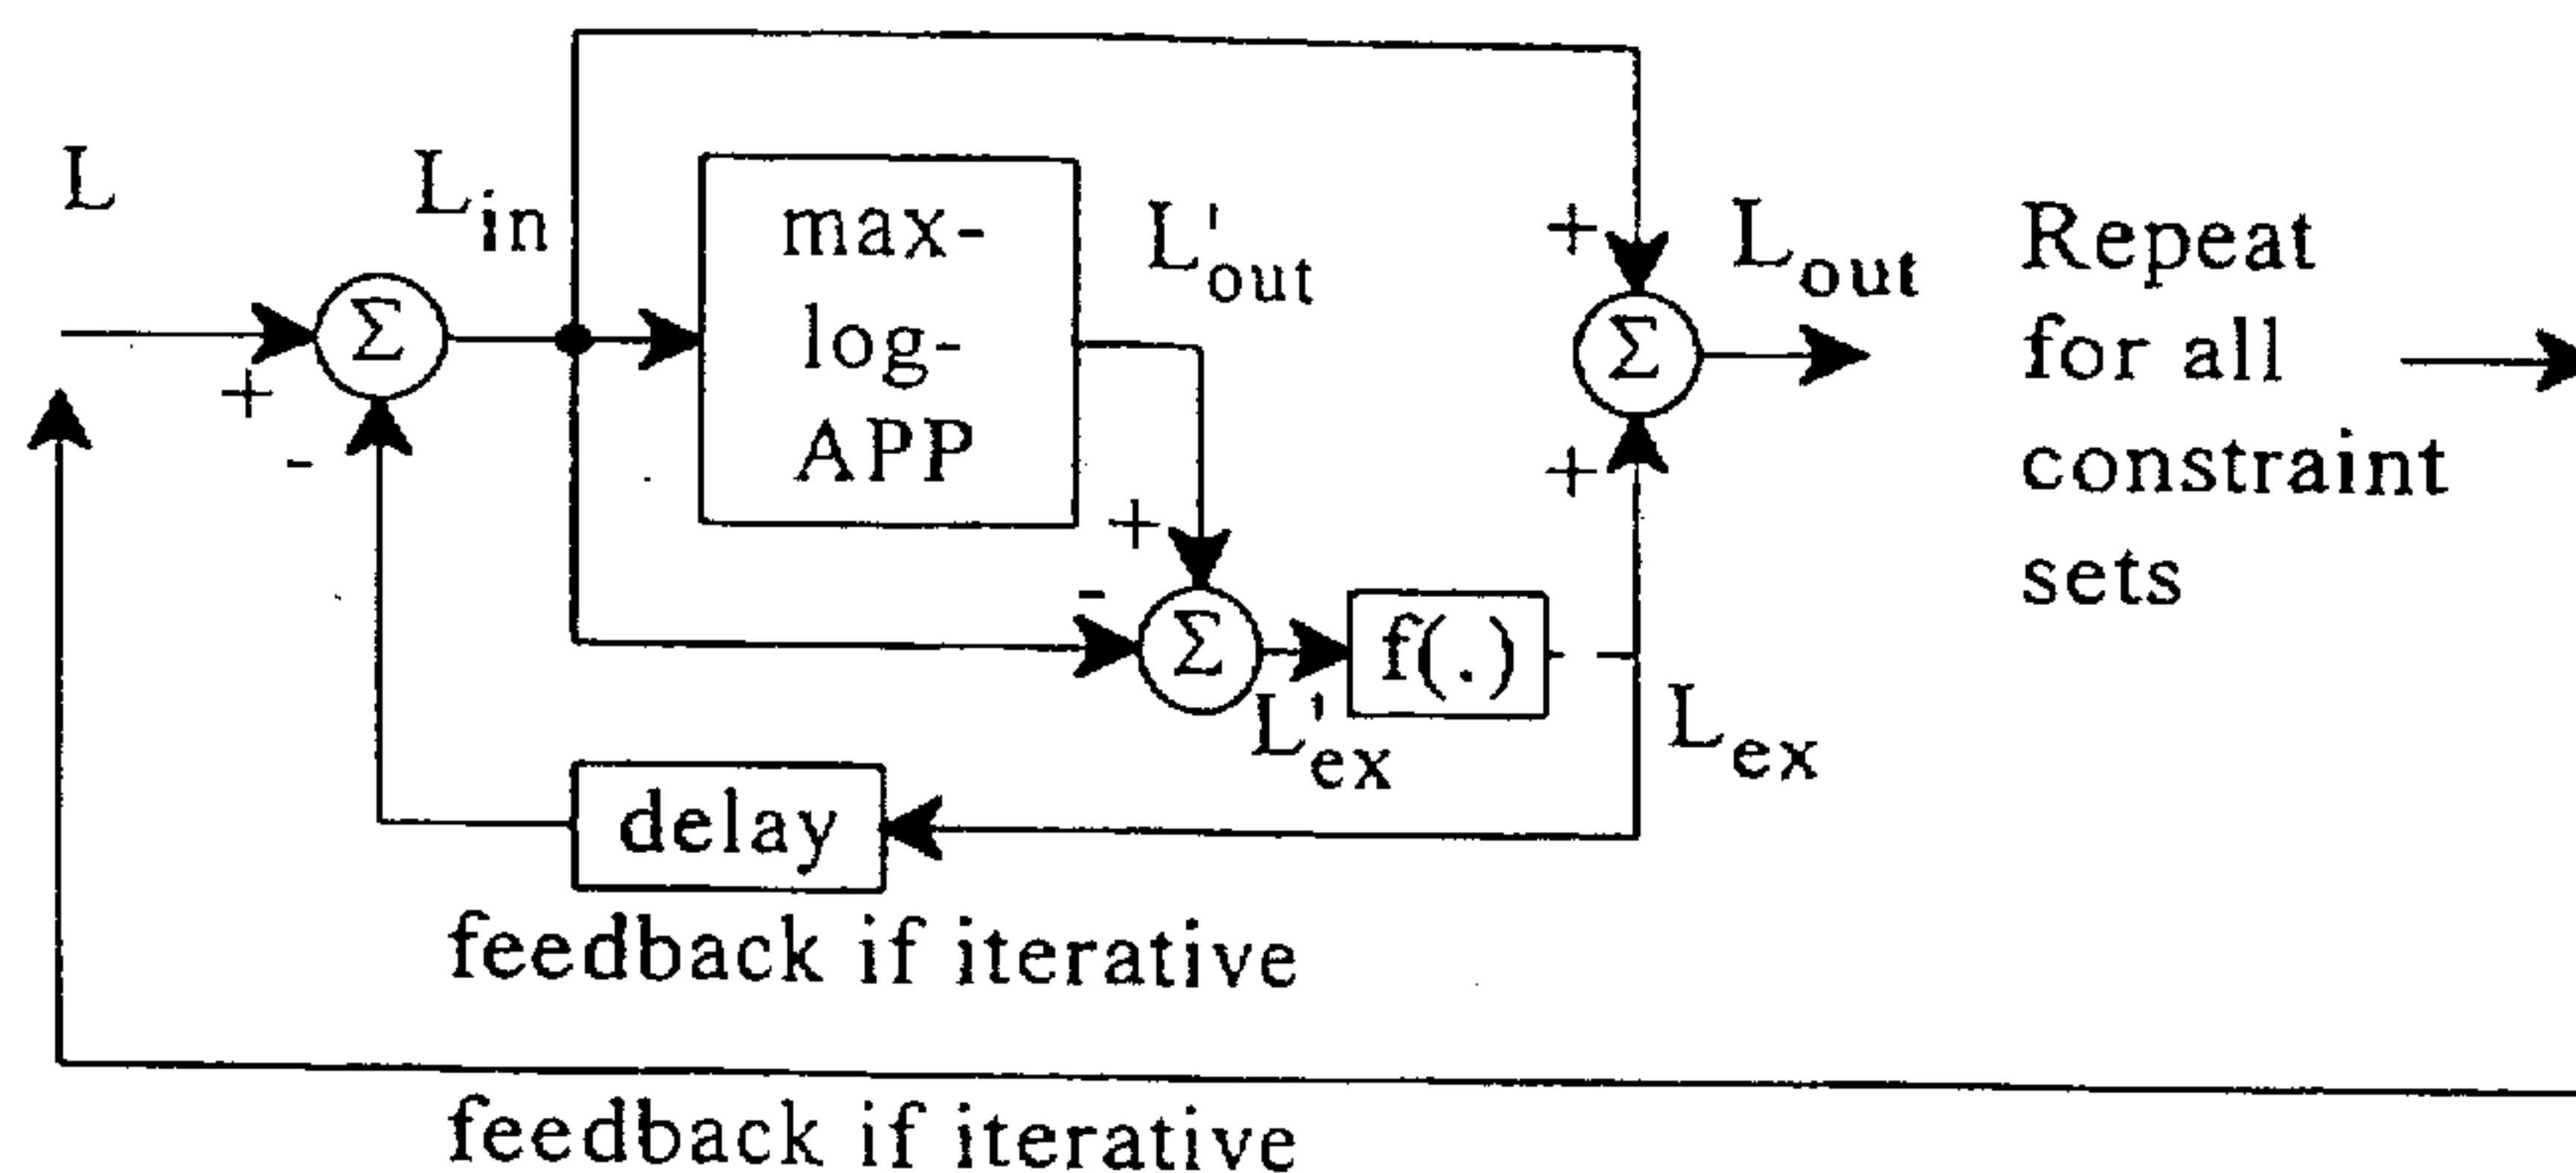 L
L_in
max-
log-
APP
L'_out
+
L_out
Repeat
for all
constraint
sets
Σ
Σ
+
-
+
+
-
Σ
f(.)
L'_ex
L_ex
delay
feedback if iterative
feedback if iterative